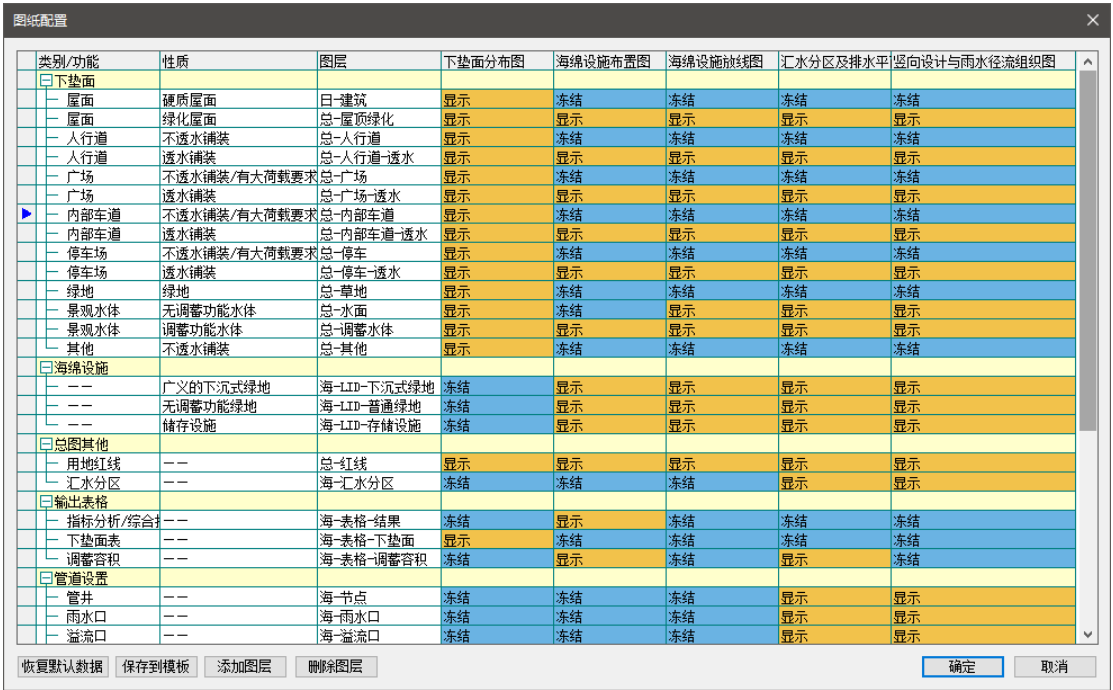 图纸配置
类别/功能 性质 图层 下垫面分布图 海绵设施布置图 海绵设施放线图 汇水分区及排水平 竖向设计与雨水径流组织图
下垫面
屋面 硬质屋面 日-建筑 显示 冻结 冻结 冻结 冻结
屋面 绿化屋面 总-屋顶绿化 显示 显示 显示 显示 显示
人行道 不透水铺装 总-人行道 显示 冻结 冻结 冻结 冻结
人行道 透水铺装 总-人行道-透水 显示 显示 显示 显示 显示
广场 不透水铺装/有大荷载要求 总-广场 显示 冻结 冻结 冻结 冻结
广场 透水铺装 总-广场-透水 显示 显示 显示 显示 显示
内部车道 不透水铺装/有大荷载要求 总-内部车道 显示 冻结 冻结 冻结 冻结
内部车道 透水铺装 总-内部车道-透水 显示 显示 显示 显示 显示
停车场 不透水铺装/有大荷载要求 总-停车 显示 冻结 冻结 冻结 冻结
停车场 透水铺装 总-停车-透水 显示 显示 显示 显示 显示
绿地 绿地 总-草地 显示 冻结 冻结 冻结 冻结
景观水体 无调蓄功能水体 总-水面 显示 冻结 显示 显示 显示
景观水体 调蓄功能水体 总-调蓄水体 显示 显示 显示 显示 显示
其他 不透水铺装 总-其他 显示 冻结 冻结 冻结 冻结
海绵设施
-- 广义的下沉式绿地 海-LID-下沉式绿地 冻结 显示 显示 显示 显示
-- 无调蓄功能绿地 海-LID-普通绿地 冻结 显示 显示 显示 显示
-- 储存设施 海-LID-存储设施 冻结 显示 显示 显示 显示
总图其他
用地红线 -- 总-红线 显示 显示 显示 显示 显示
汇水分区 -- 海-汇水分区 冻结 冻结 冻结 显示 显示
输出表格
指标分析/综合 -- 海-表格-结果 冻结 显示 冻结 冻结 冻结
下垫面表 -- 海-表格-下垫面 显示 冻结 冻结 冻结 冻结
调蓄容积 -- 海-表格-调蓄容积 冻结 显示 冻结 显示 冻结
管道设置
管井 -- 海-节点 冻结 冻结 冻结 显示 显示
雨水口 -- 海-雨水口 冻结 冻结 冻结 显示 显示
溢流口 -- 海-溢流口 冻结 冻结 冻结 显示 显示
恢复默认数据 保存到模板 添加图层 删除图层 确定 取消